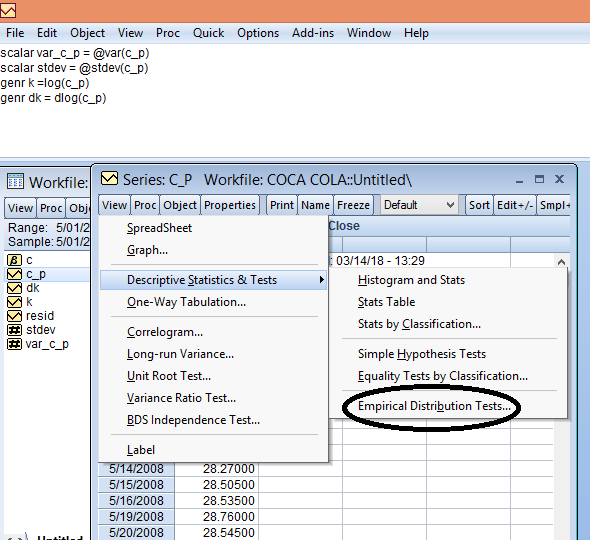 File Edit Object View Proc Quick Options Add-ins Window Help
scalar var_c_p = @var(c_p)
scalar stdev = @stdev(c_p)
genr k =log(c_p)
genr dk = dlog(c_p)
Workfile:
View Proc Obje
Range: 5/01/2
Sample: 5/01/2
c
c_p
dk
k
resid
stdev
var_c_p
Untitled
Series: C_P Workfile: COCA COLA::Untitled\
View Proc Object Properties Print Name Freeze Default Sort Edit+/- Smpl+
Close
03/14/18 - 13:29
SpreadSheet
Graph...
Descriptive Statistics & Tests
One-Way Tabulation...
Correlogram...
Long-run Variance...
Unit Root Test...
Variance Ratio Test...
BDS Independence Test...
Label
Histogram and Stats
Stats Table
Stats by Classification...
Simple Hypothesis Tests
Equality Tests by Classification...
Empirical Distribution Tests...
5/14/2008 28.27000
5/15/2008 28.50500
5/16/2008 28.53500
5/19/2008 28.76000
5/20/2008 28.54500